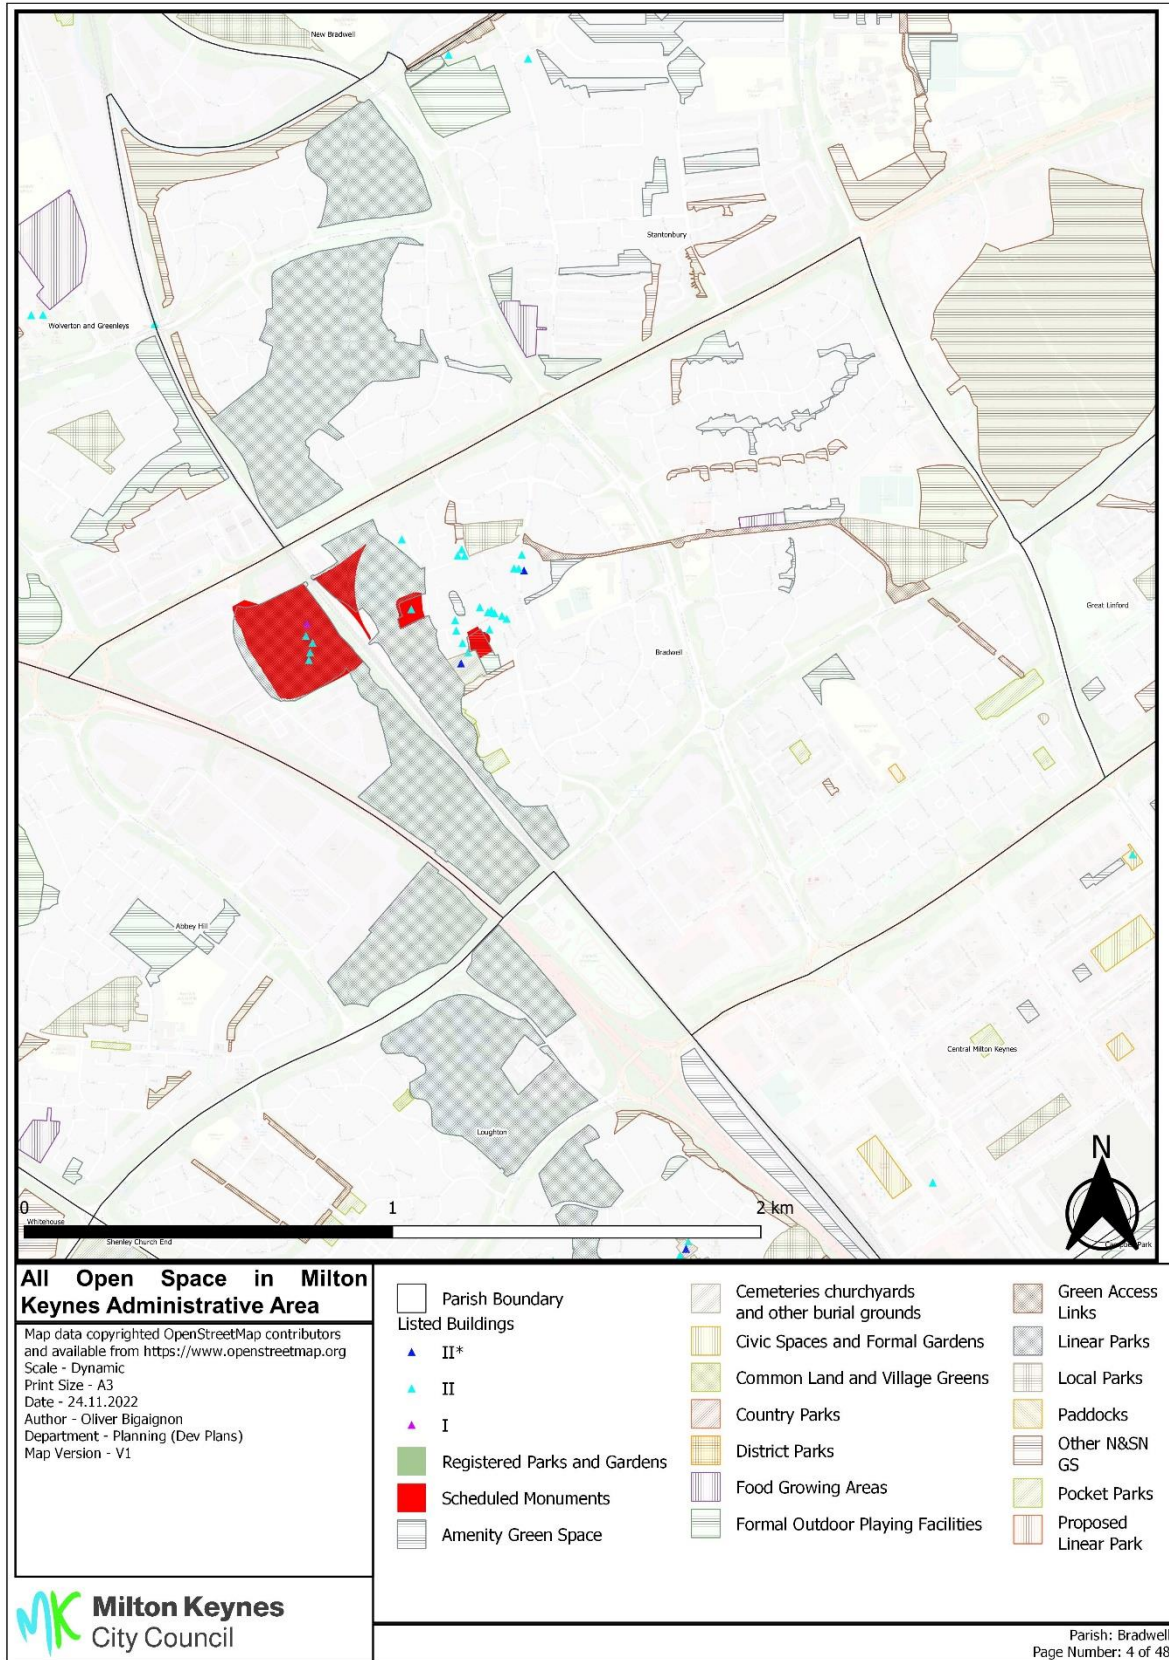 New Bradwell
Stantonbury
Wolverton and Greenleys
Great Linford
Bradwell
Abbey Hill
Central Milton Keynes
Loughton
N
0
1
2 km
Whitehouse
Shenley Church End
Park
All Open Space in Milton
Keynes Administrative Area
Map data copyrighted OpenStreetMap contributors
and available from https://www.openstreetmap.org
Scale - Dynamic
Print Size - A3
Date - 24.11.2022
Author - Oliver Bigaignon
Department - Planning (Dev Plans)
Map Version - V1
MK Milton Keynes
City Council
Parish Boundary
Listed Buildings
II*
II
I
Registered Parks and Gardens
Scheduled Monuments
Amenity Green Space
Cemeteries churchyards
and other burial grounds
Civic Spaces and Formal Gardens
Common Land and Village Greens
Country Parks
District Parks
Food Growing Areas
Formal Outdoor Playing Facilities
Green Access
Links
Linear Parks
Local Parks
Paddocks
Other N&SN
GS
Pocket Parks
Proposed
Linear Park
Parish: Bradwell
Page Number: 4 of 48